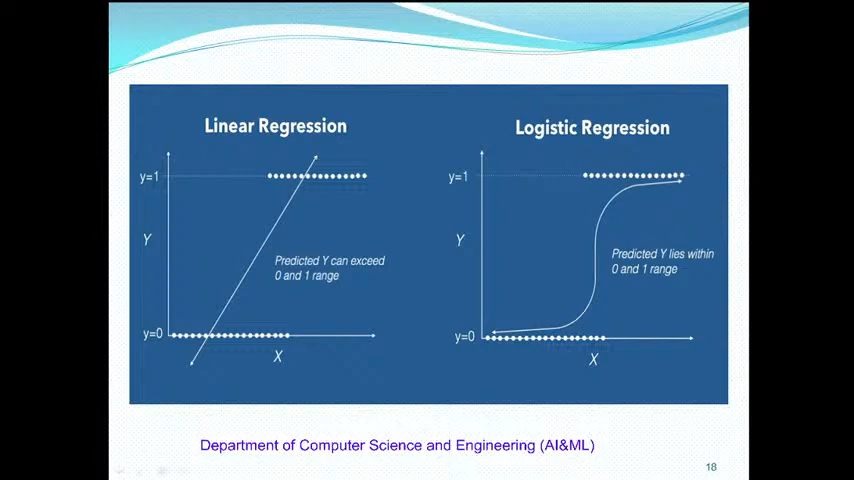 Linear Regression
y=1
Y
Predicted Y can exceed
0 and 1 range
y=0
X
Logistic Regression
y=1
Y
Predicted Y lies within
0 and 1 range
y=0
X
Department of Computer Science and Engineering (AI&ML)
18